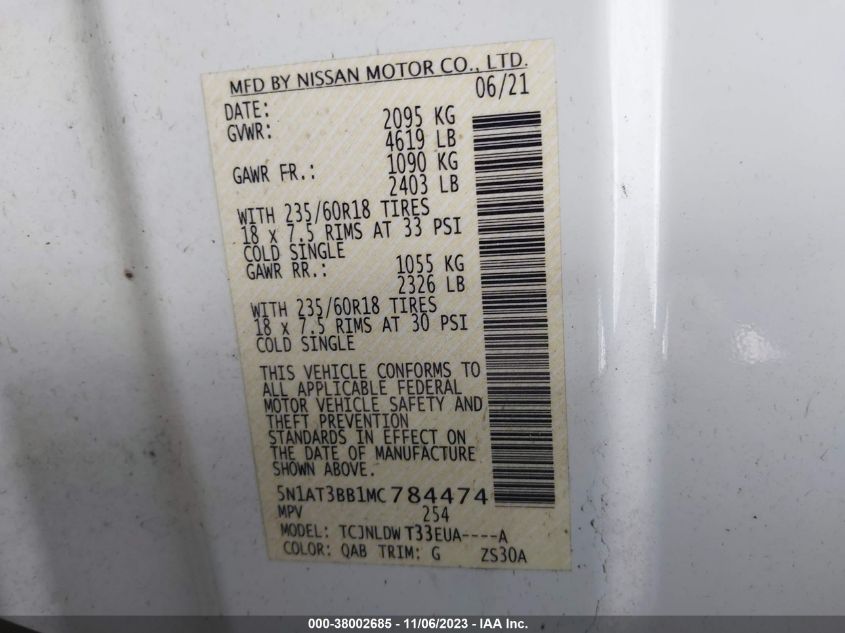 MFD BY NISSAN MOTOR CO., LTD.
DATE: 06/21
GVWR: 2095 KG
4619 LB
GAWR FR.: 1090 KG
2403 LB
WITH 235/60R18 TIRES
18 x 7.5 RIMS AT 33 PSI
COLD SINGLE
GAWR RR.: 1055 KG
2326 LB
WITH 235/60R18 TIRES
18 x 7.5 RIMS AT 30 PSI
COLD SINGLE
THIS VEHICLE CONFORMS TO
ALL APPLICABLE FEDERAL
MOTOR VEHICLE SAFETY AND
THEFT PREVENTION
STANDARDS IN EFFECT ON
THE DATE OF MANUFACTURE
SHOWN ABOVE.
5N1AT3BB1MC784474
MPV 254
MODEL: TCJNLDW T33EUA----A
COLOR: QAB TRIM: G ZS30A
000-38002685 - 11/06/2023 - IAA Inc.